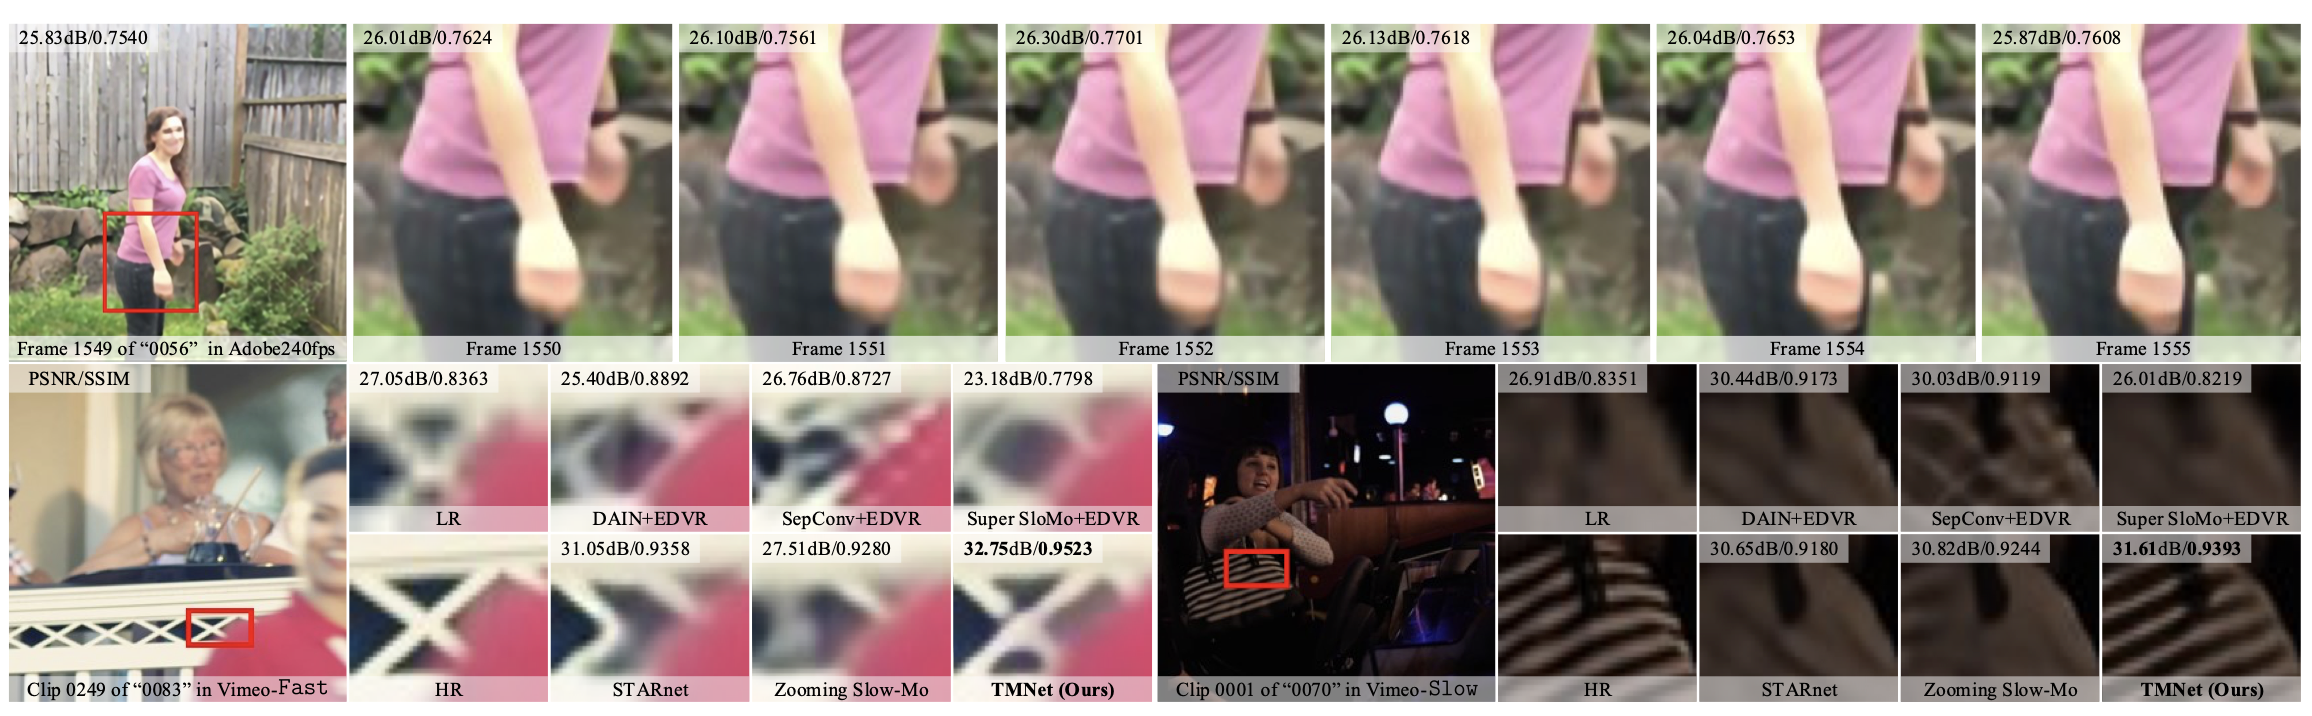 25.83dB/0.7540
26.01dB/0.7624
26.10dB/0.7561
26.30dB/0.7701
26.13dB/0.7618
26.04dB/0.7653
25.87dB/0.7608
Frame 1549 of “0056” in Adobe240fps
Frame 1550
Frame 1551
Frame 1552
Frame 1553
Frame 1554
Frame 1555
PSNR/SSIM
27.05dB/0.8363
25.40dB/0.8892
26.76dB/0.8727
23.18dB/0.7798
LR
DAIN+EDVR
SepConv+EDVR
Super SloMo+EDVR
31.05dB/0.9358
27.51dB/0.9280
32.75dB/0.9523
Clip 0249 of “0083” in Vimeo-Fast
HR
STARnet
Zooming Slow-Mo
TMNet (Ours)
PSNR/SSIM
26.91dB/0.8351
30.44dB/0.9173
30.03dB/0.9119
26.01dB/0.8219
LR
DAIN+EDVR
SepConv+EDVR
Super SloMo+EDVR
30.65dB/0.9180
30.82dB/0.9244
31.61dB/0.9393
Clip 0001 of “0070” in Vimeo-Slow
HR
STARnet
Zooming Slow-Mo
TMNet (Ours)